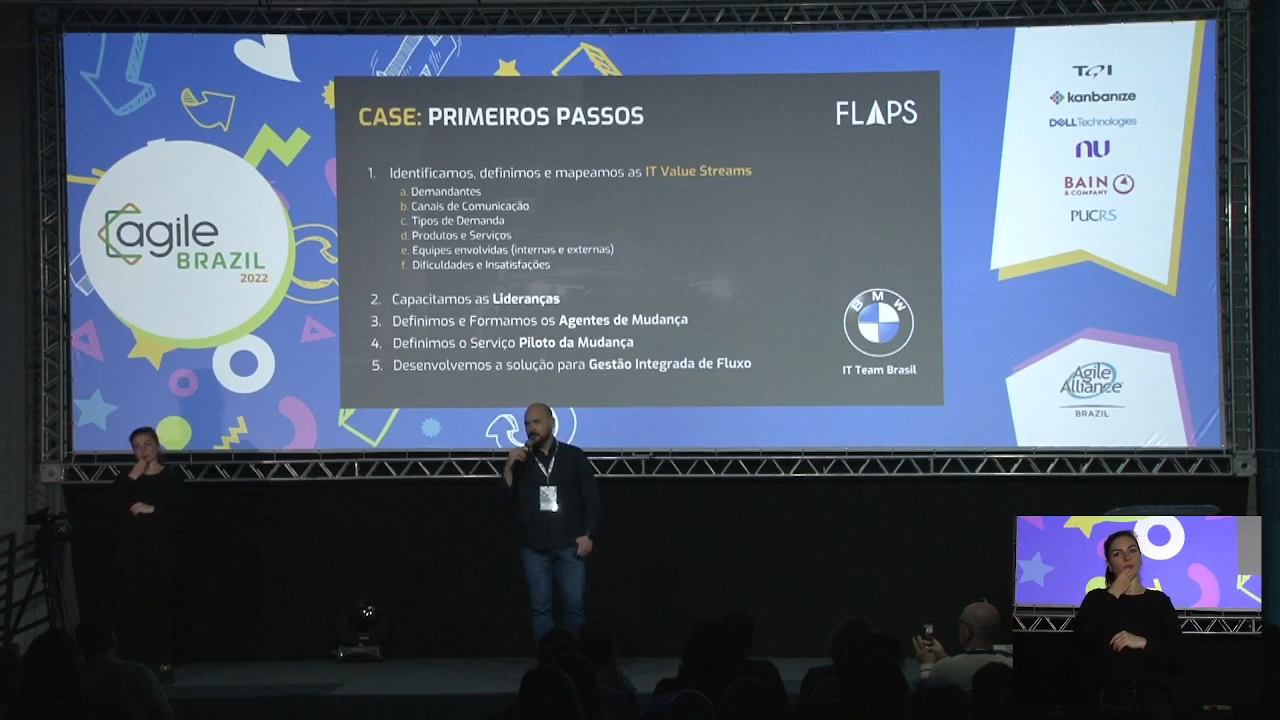 agile
BRAZIL
2022
CASE: PRIMEIROS PASSOS
FLAPS
1. Identificamos, definimos e mapeamos as IT Value Streams
a. Demandantes
b. Canais de Comunicação
c. Tipos de Demanda
d. Produtos e Serviços
e. Equipes envolvidas (internas e externas)
f. Dificuldades e Insatisfações
2. Capacitamos as Lideranças
3. Definimos e Formamos os Agentes de Mudança
4. Definimos o Serviço Piloto da Mudança
5. Desenvolvemos a solução para Gestão Integrada de Fluxo
BMW
IT Team Brasil
kanbanize
DELL Technologies
nu
BAIN
& COMPANY
PUCRS
Agile
Alliance
BRAZIL